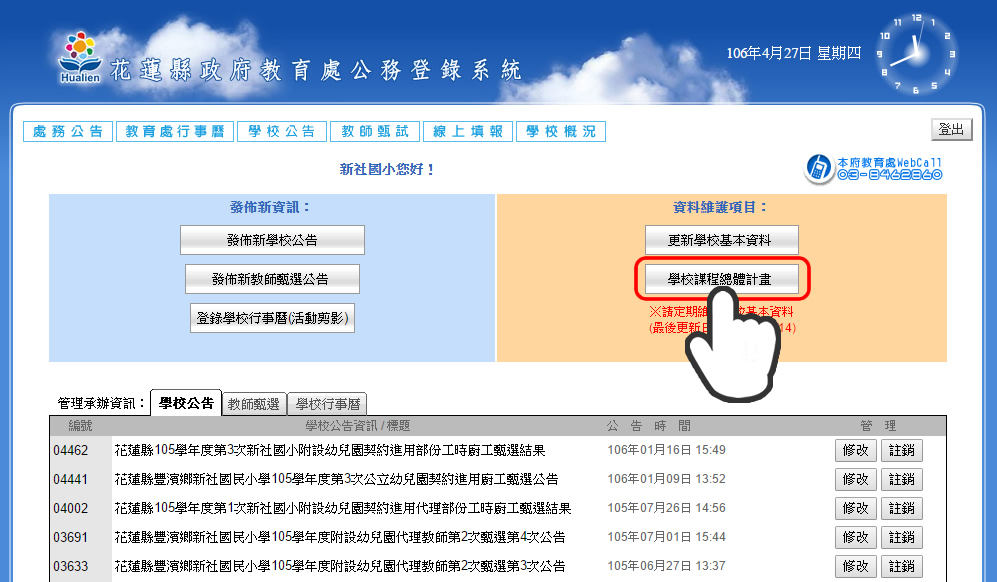 12
11
1
10
2
9
3
8
4
7
5
6
Hualien
花蓮縣政府教育處公務登錄系統
106年4月27日 星期四
處務公告 教育處行事曆 學校公告 教師甄試 線上填報 學校概況
登出
新社國小您好！
本府教育處WebCall
03-8462860
發佈新資訊：
發佈新學校公告
發佈新教師甄選公告
登錄學校行事曆(活動剪影)
資料維護項目：
更新學校基本資料
學校課程總體計畫
※請定期維 校基本資料
(最後更新日 14)
管理承辦資訊： 學校公告 教師甄選 學校行事曆
編號 學校公告資訊 / 標題 公 告 時 間 管 理
04462 花蓮縣105學年度第3次新社國小附設幼兒園契約進用部份工時廚工甄選結果 106年01月16日 15:49 修改 註銷
04441 花蓮縣豐濱鄉新社國民小學105學年度第3次公立幼兒園契約進用廚工甄選公告 106年01月09日 13:52 修改 註銷
04002 花蓮縣105學年度第1次新社國小附設幼兒園契約進用代理部份工時廚工甄選結果 105年07月26日 14:56 修改 註銷
03691 花蓮縣豐濱鄉新社國民小學105學年度附設幼兒園代理教師第2次甄選第4次公告 105年07月01日 15:44 修改 註銷
03633 花蓮縣豐濱鄉新社國民小學105學年度附設幼兒園代理教師第2次甄選第3次公告 105年06月27日 13:37 修改 註銷